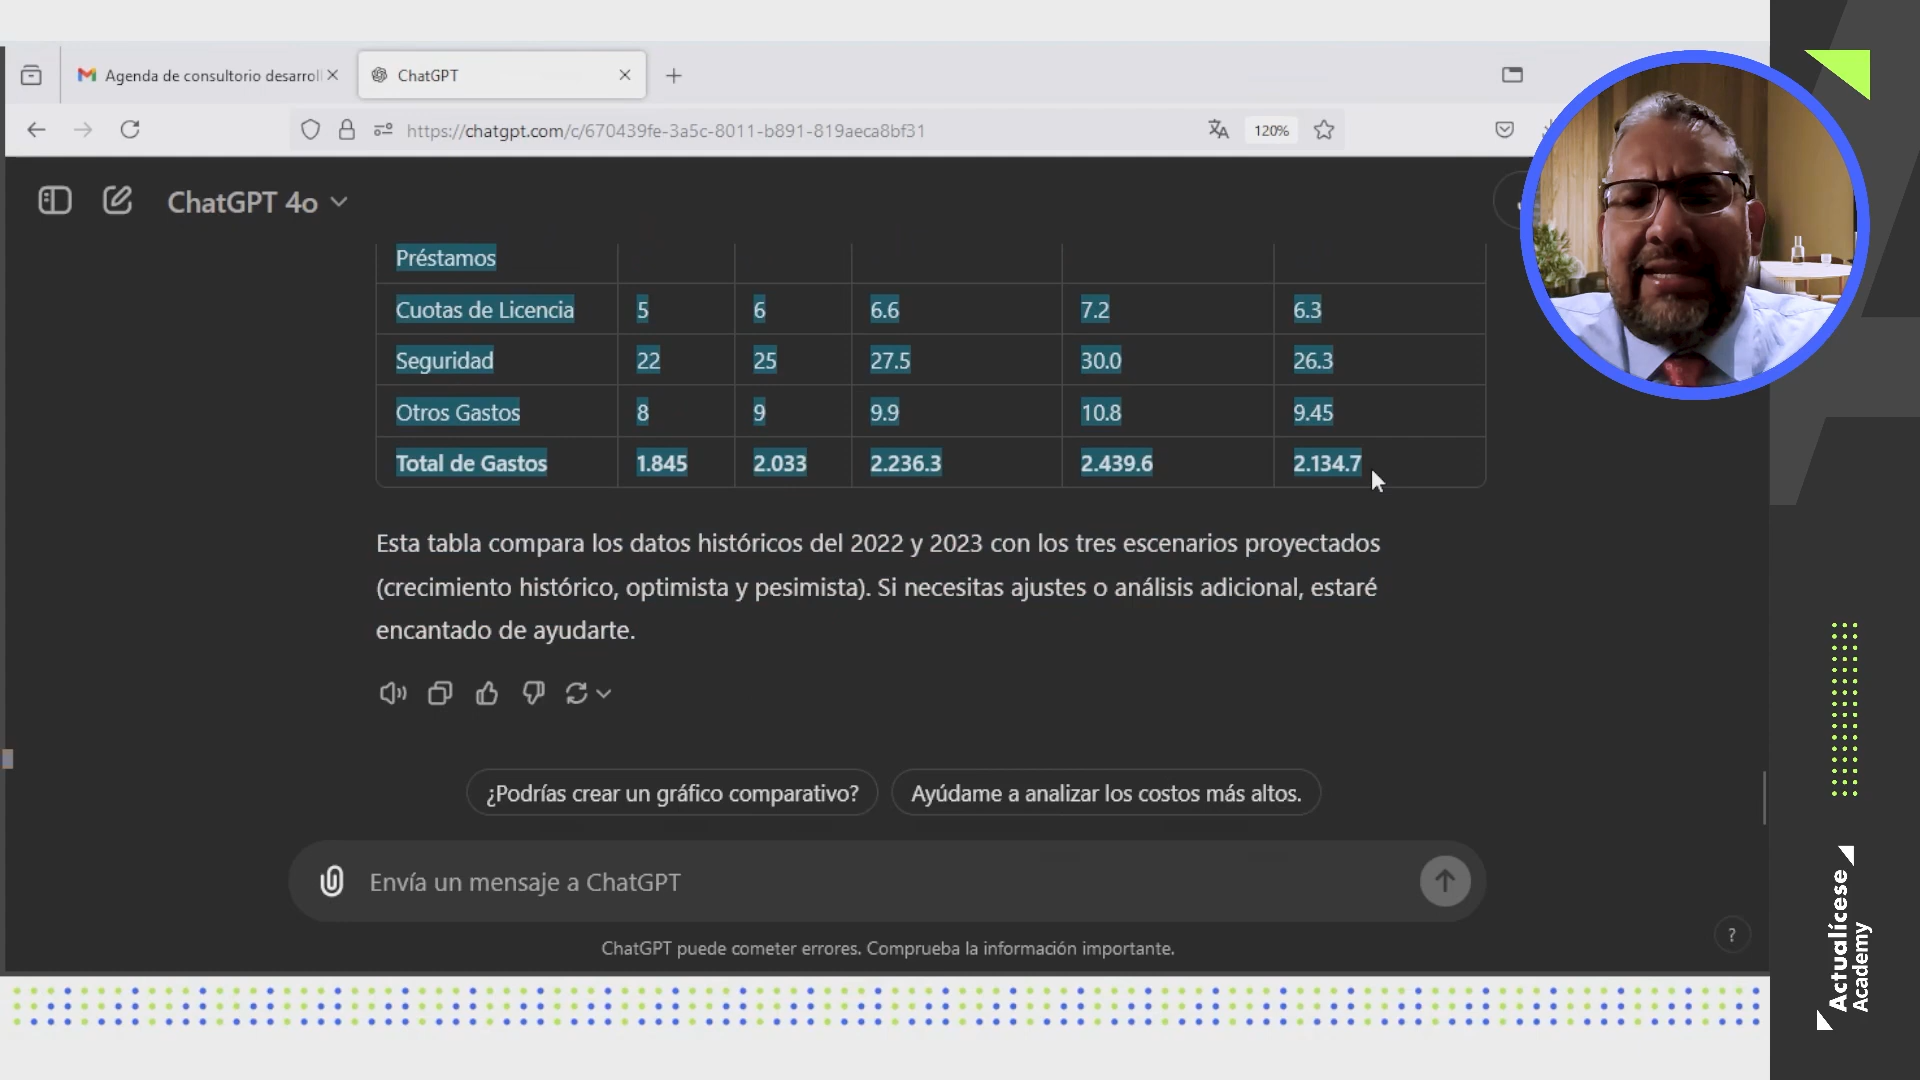 Agenda de consultorio desarroll
ChatGPT
https://chatgpt.com/c/670439fe-3a5c-8011-b891-819aeca8bf31
120%
ChatGPT 4o
Préstamos
Cuotas de Licencia 5 6 6.6 7.2 6.3
Seguridad 22 25 27.5 30.0 26.3
Otros Gastos 8 9 9.9 10.8 9.45
Total de Gastos 1.845 2.033 2.236.3 2.439.6 2.134.7
Esta tabla compara los datos históricos del 2022 y 2023 con los tres escenarios proyectados
(crecimiento histórico, optimista y pesimista). Si necesitas ajustes o análisis adicional, estaré
encantado de ayudarte.
¿Podrías crear un gráfico comparativo? Ayúdame a analizar los costos más altos.
Envía un mensaje a ChatGPT
ChatGPT puede cometer errores. Comprueba la información importante.
?
Actualícese
Academy